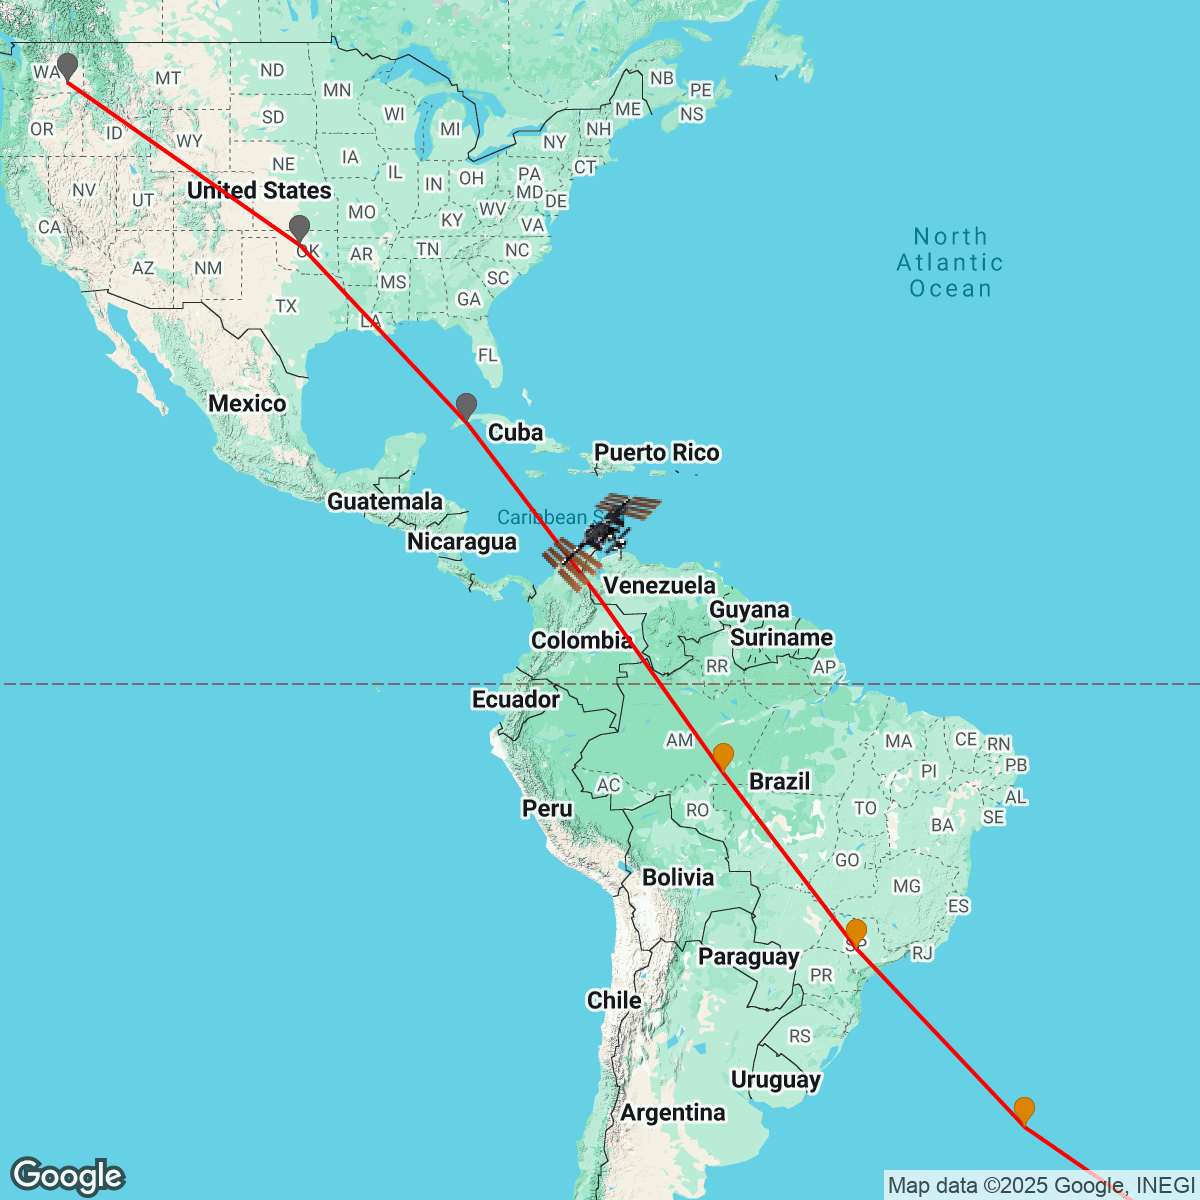 WA
MT
ND
MN
NB
PE
NS
ME
OR
ID
SD
WI
MI
NH
NY
WY
NE
IA
IL
IN
OH
PA
CT
MD
DE
NV
UT
United States
MO
KY
WV
VA
CA
North
Atlantic
Ocean
AZ
NM
OK
AR
TN
NC
MS
SC
GA
TX
LA
FL
Mexico
Cuba
Puerto Rico
Guatemala
Caribbean S
Nicaragua
Venezuela
Guyana
Suriname
Colombia
RR
AP
Ecuador
AM
MA
CE
RN
PB
PI
AC
Brazil
AL
Peru
RO
TO
BA
SE
GO
Bolivia
MG
ES
SP
RJ
Paraguay
PR
Chile
RS
Uruguay
Argentina
Google
Map data ©2025 Google, INEGI